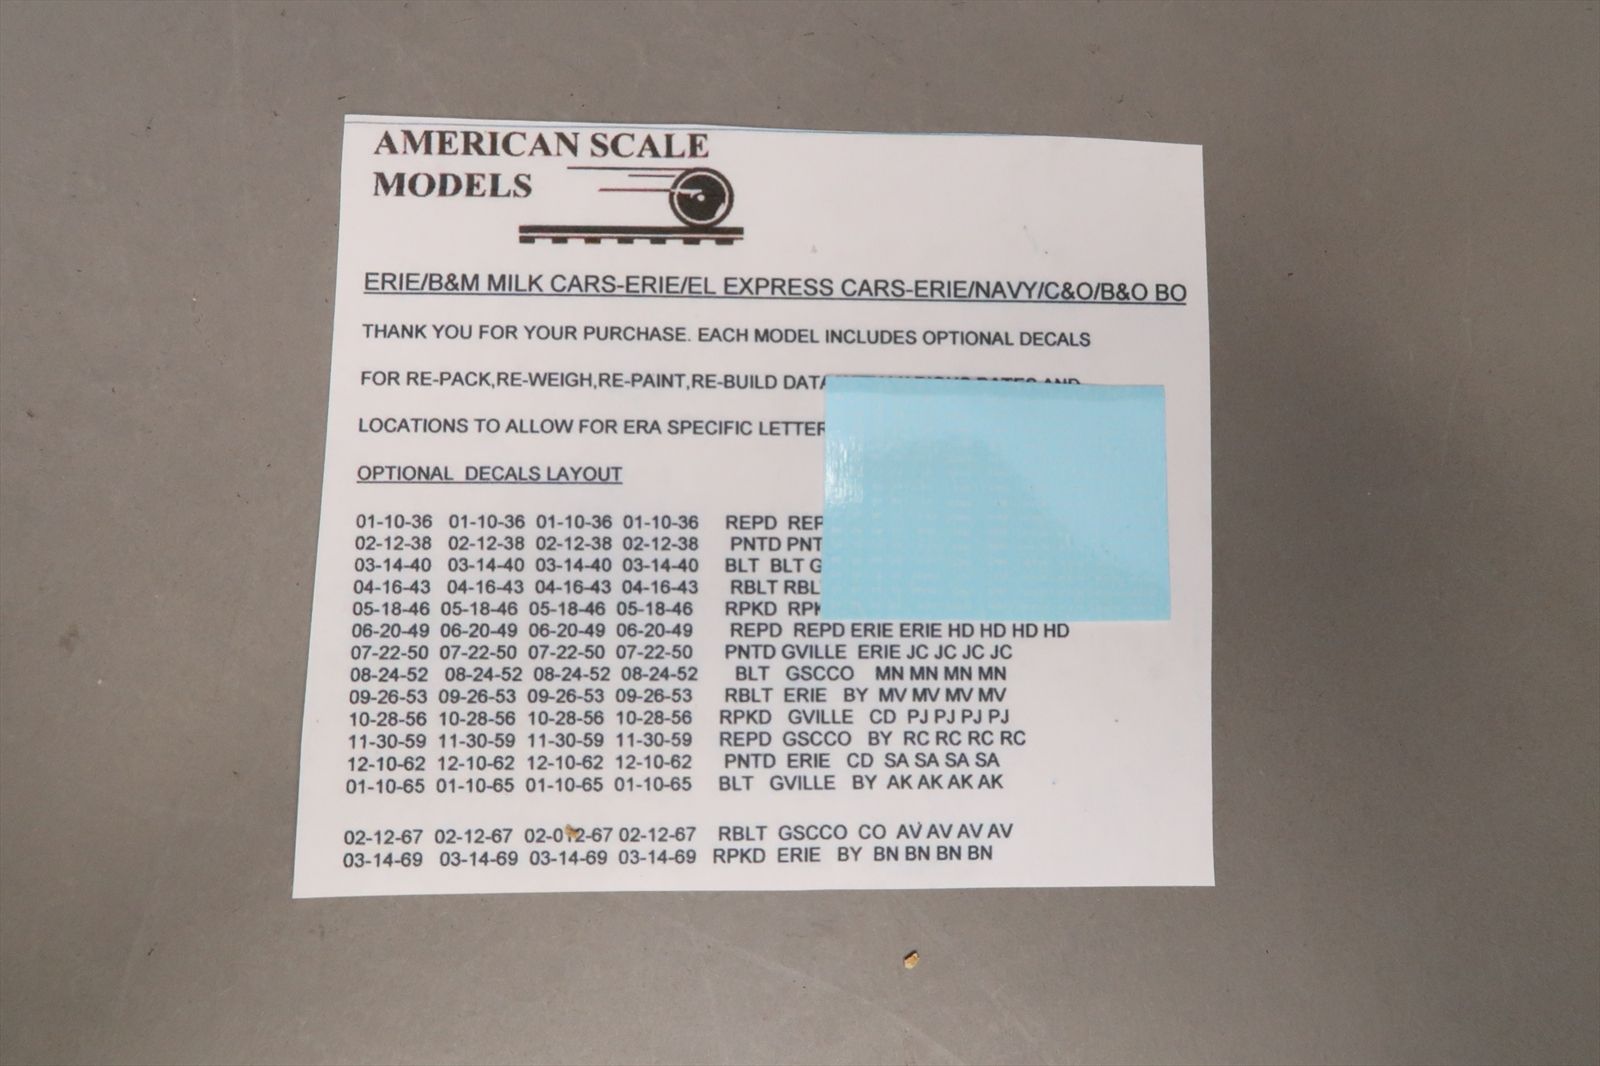 AMERICAN SCALE
MODELS
ERIE/B&M MILK CARS-ERIE/EL EXPRESS CARS-ERIE/NAVY/C&O/B&O BO
THANK YOU FOR YOUR PURCHASE. EACH MODEL INCLUDES OPTIONAL DECALS
FOR RE-PACK,RE-WEIGH,RE-PAINT,RE-BUILD DATA AND
LOCATIONS TO ALLOW FOR ERA SPECIFIC LETTER
OPTIONAL DECALS LAYOUT
01-10-36 01-10-36 01-10-36 01-10-36 REPD REP
02-12-38 02-12-38 02-12-38 02-12-38 PNTD PNT
03-14-40 03-14-40 03-14-40 03-14-40 BLT BLT G
04-16-43 04-16-43 04-16-43 04-16-43 RBLT RBL
05-18-46 05-18-46 05-18-46 05-18-46 RPKD RPK
06-20-49 06-20-49 06-20-49 06-20-49 REPD REPD ERIE ERIE HD HD HD HD
07-22-50 07-22-50 07-22-50 07-22-50 PNTD GVILLE ERIE JC JC JC JC
08-24-52 08-24-52 08-24-52 08-24-52 BLT GSCCO MN MN MN MN
09-26-53 09-26-53 09-26-53 09-26-53 RBLT ERIE BY MV MV MV MV
10-28-56 10-28-56 10-28-56 10-28-56 RPKD GVILLE CD PJ PJ PJ PJ
11-30-59 11-30-59 11-30-59 11-30-59 REPD GSCCO BY RC RC RC RC
12-10-62 12-10-62 12-10-62 12-10-62 PNTD ERIE CD SA SA SA SA
01-10-65 01-10-65 01-10-65 01-10-65 BLT GVILLE BY AK AK AK AK
02-12-67 02-12-67 02-012-67 02-12-67 RBLT GSCCO CO AV AV AV AV
03-14-69 03-14-69 03-14-69 03-14-69 RPKD ERIE BY BN BN BN BN